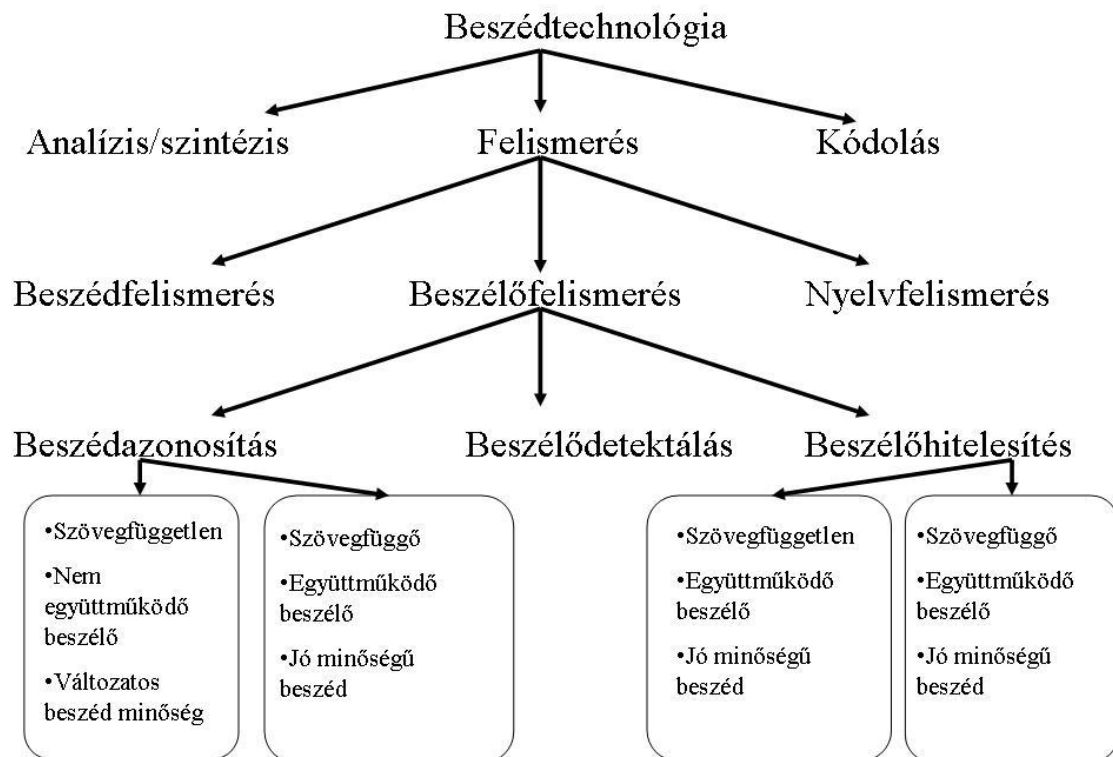 Beszédtechnológia
Analízis/szintézis
Felismerés
Kódolás
Beszédfelismerés
Beszélőfelismerés
Nyelvfelismerés
Beszédazonosítás
Beszélődetektálás
Beszélőhitelesítés
•Szövegfüggetlen
•Nem
együttműködő
beszélő
•Változatos
beszéd minőség
•Szövegfüggő
•Együttműködő
beszélő
•Jó minőségű
beszéd
•Szövegfüggetlen
•Együttműködő
beszélő
•Jó minőségű
beszéd
•Szövegfüggő
•Együttműködő
beszélő
•Jó minőségű
beszéd